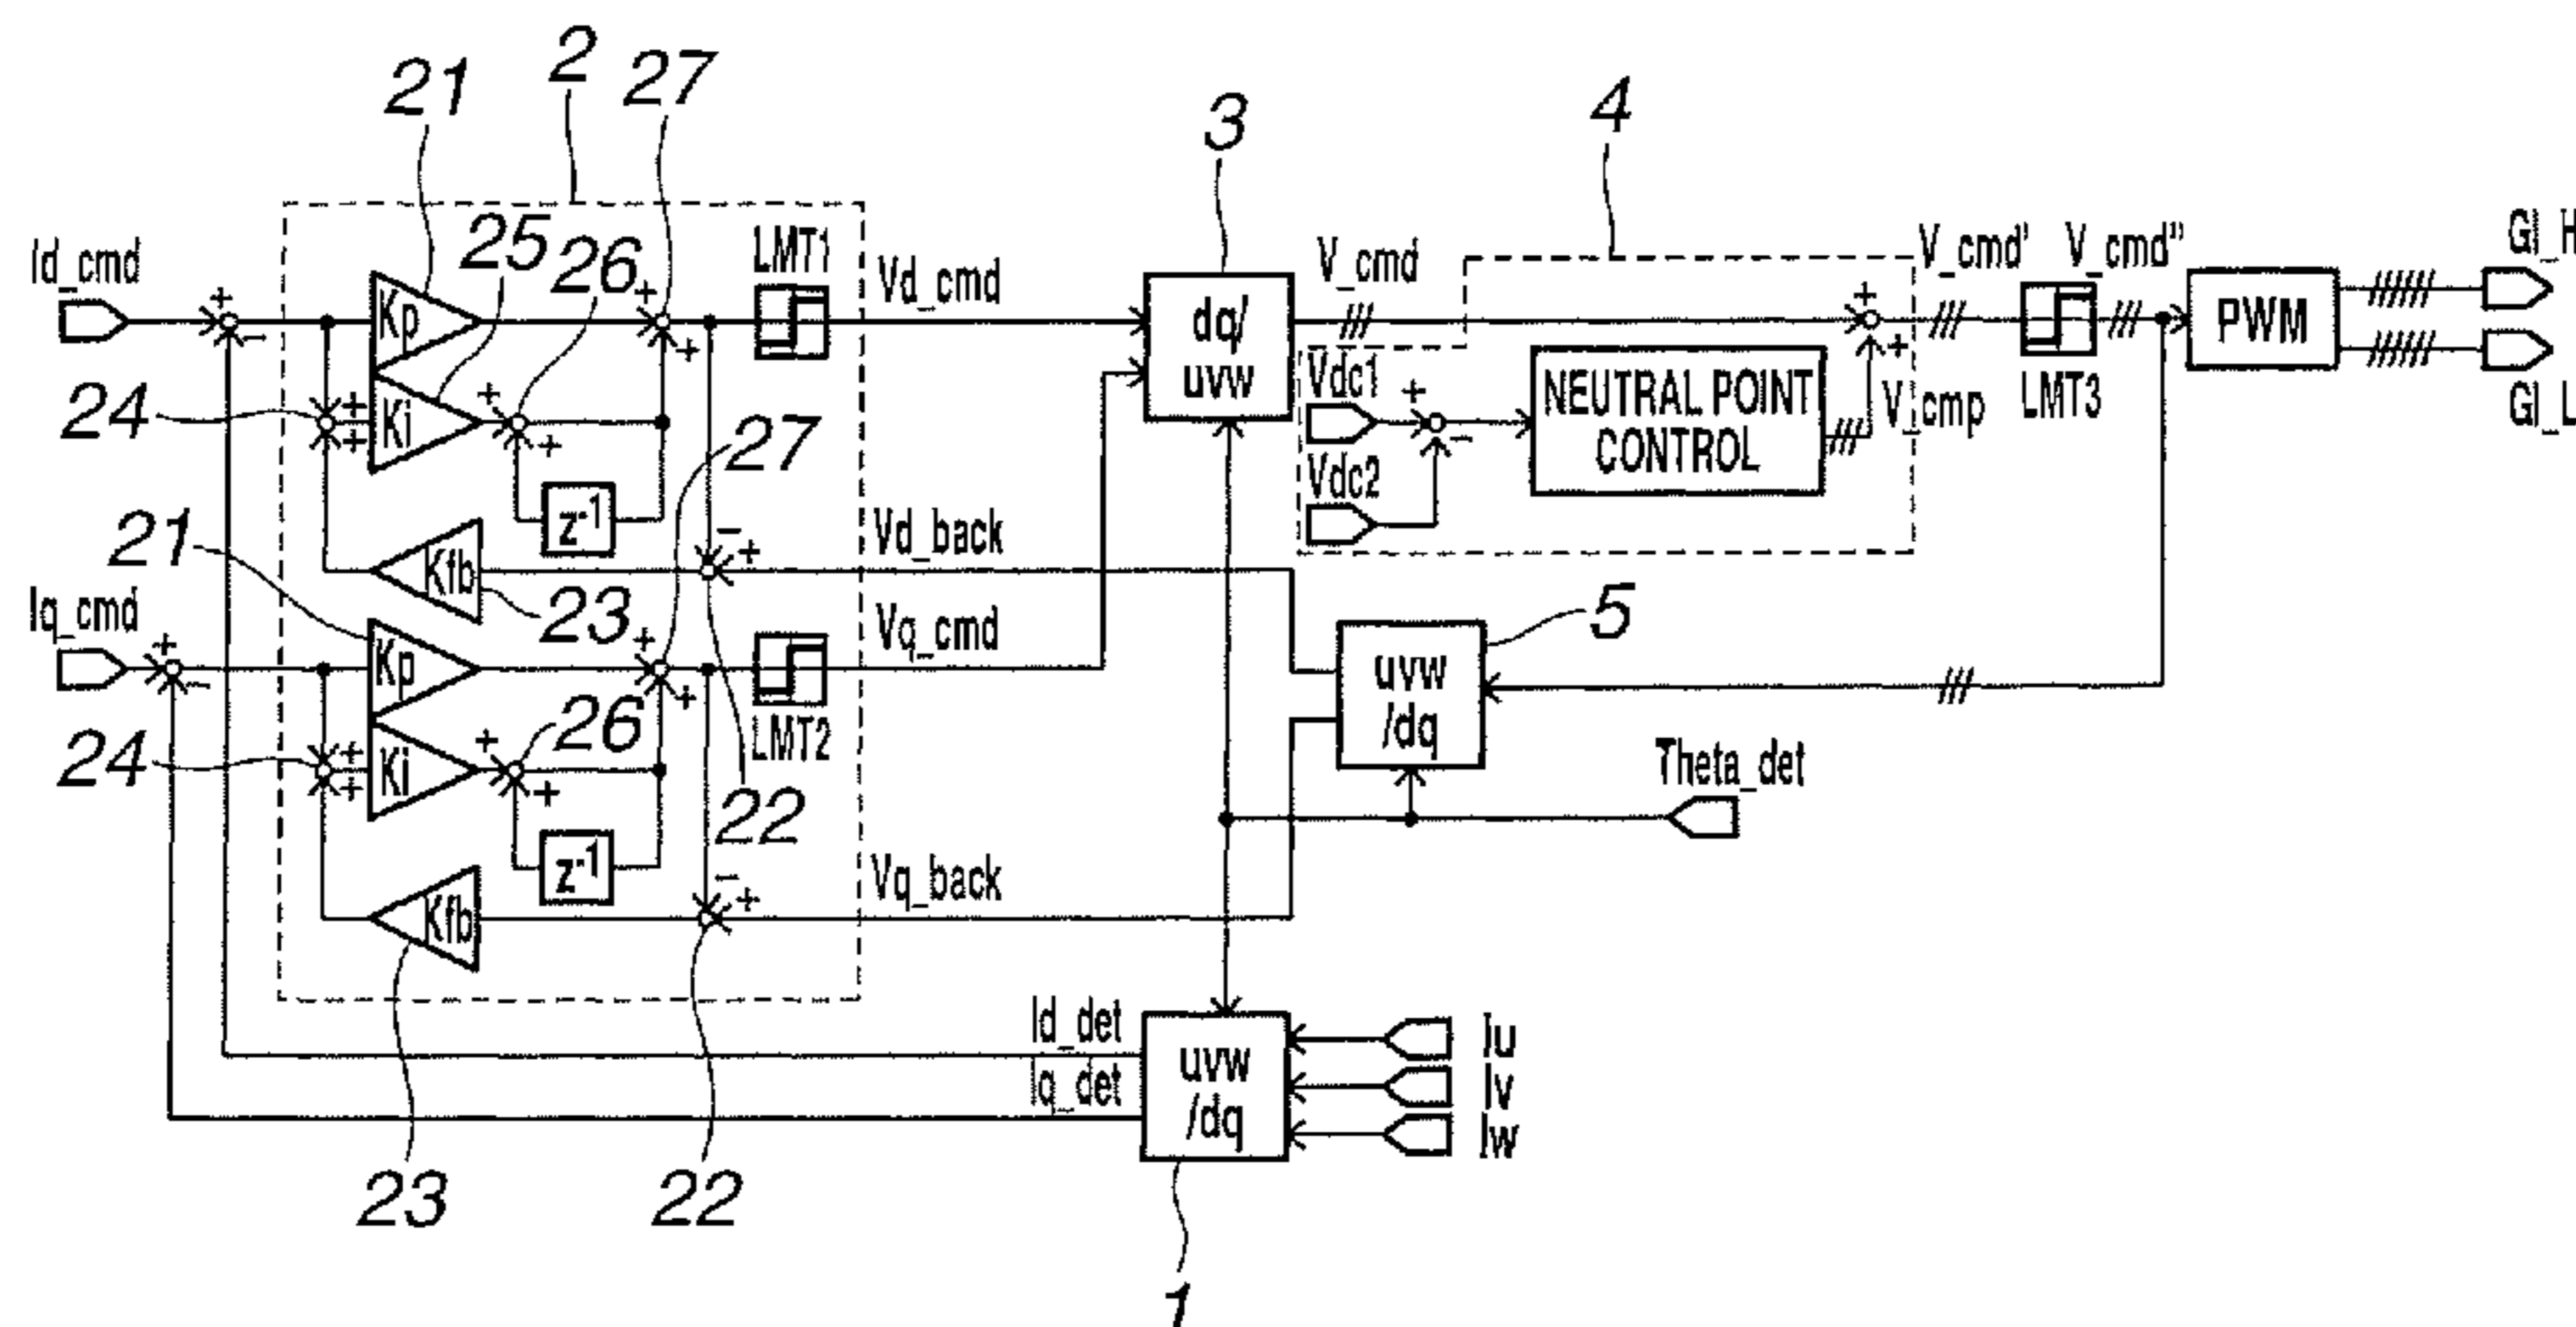 2
27
21
3
4
25
26
Id_cmd
LMT1
Vd_cmd
V_cmd
V_cmd'
V_cmd"
GI_H
Kp
dq/
uvw
PWM
24
Ki
Vdc1
NEUTRAL POINT
CONTROL
V_cmp
LMT3
GI_L
27
Vdc2
z-1
21
Vd_back
Kfb
23
Iq_cmd
Vq_cmd
5
Kp
uvw
/dq
26
LMT2
24
Ki
Theta_det
22
z-1
Vq_back
Kfb
Id_det
Iq_det
uvw
/dq
Iu
Iv
Iw
23
22
1